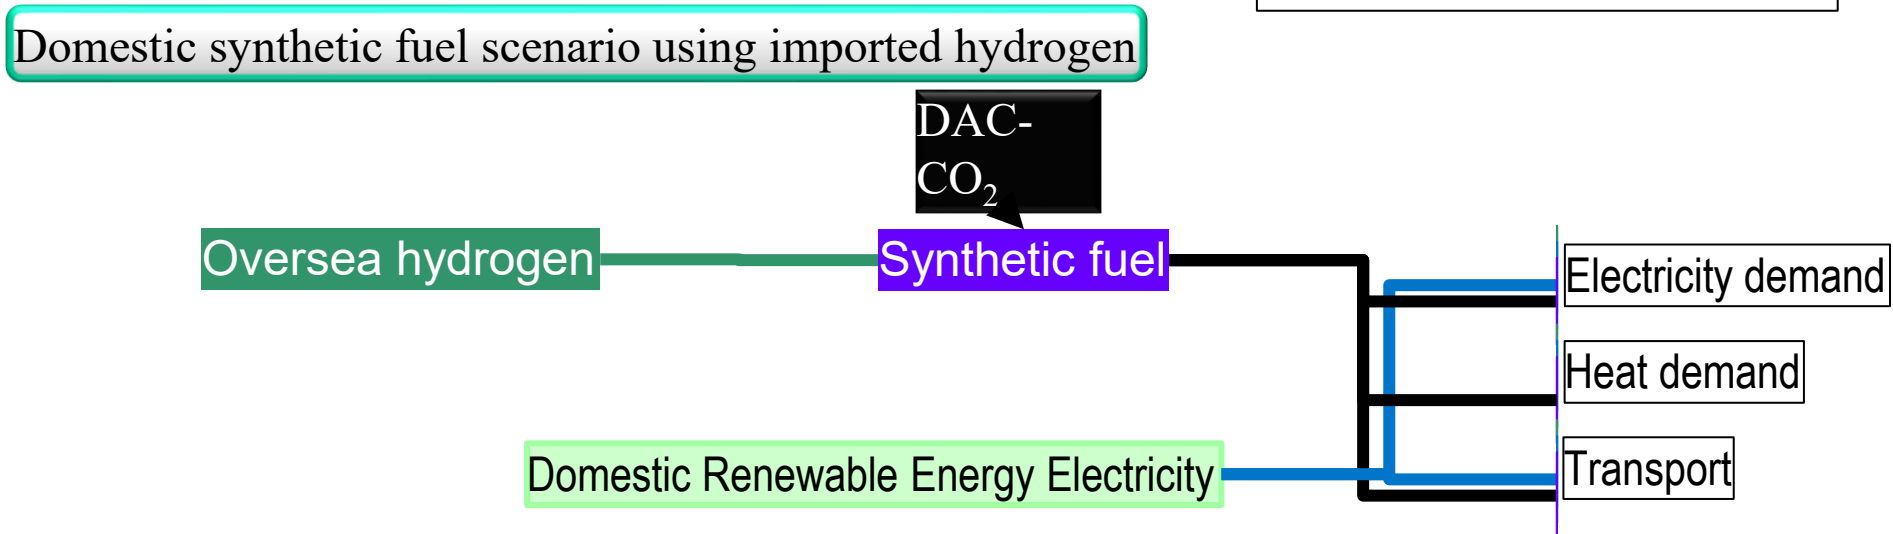 Domestic synthetic fuel scenario using imported hydrogen
DAC-
CO₂
Oversea hydrogen
Synthetic fuel
Electricity demand
Heat demand
Domestic Renewable Energy Electricity
Transport